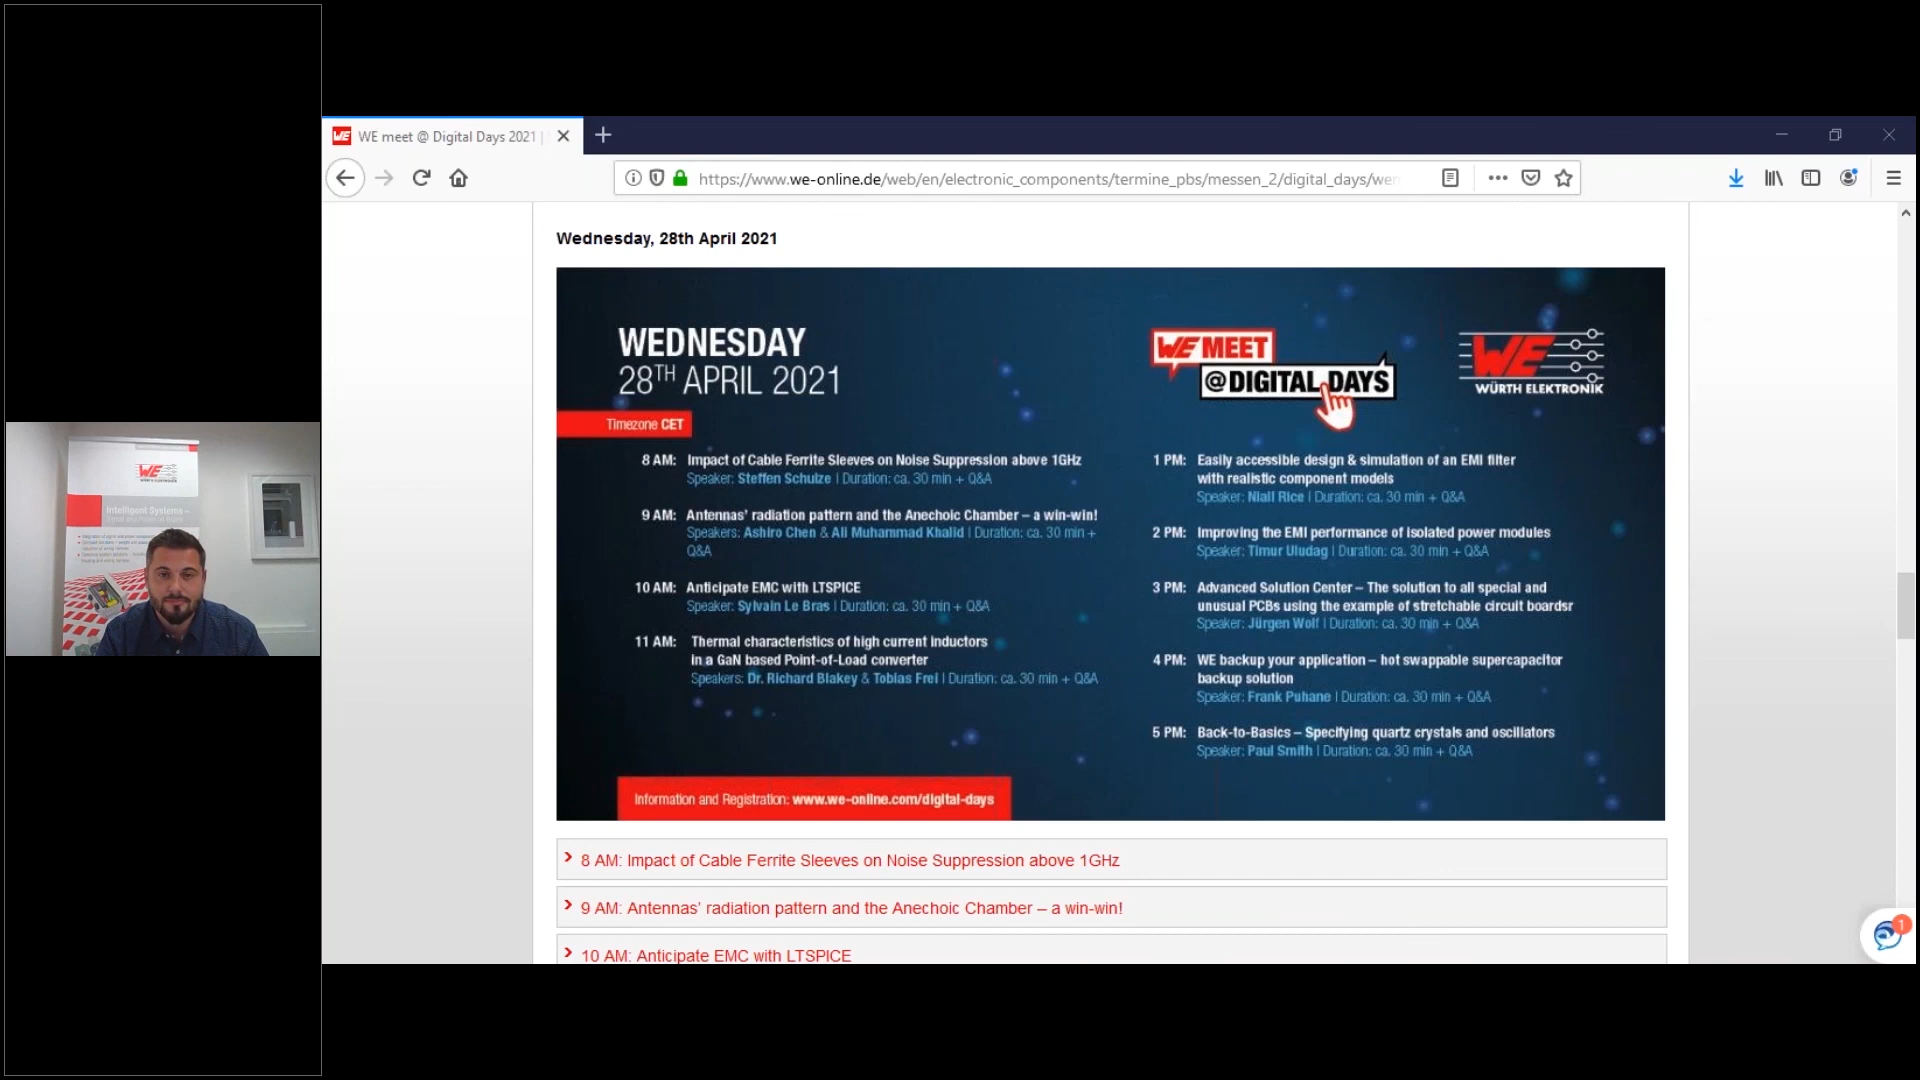 WE meet @ Digital Days 2021 |
https://www.we-online.de/web/en/electronic_components/termine_pbs/messen_2/digital_days/we
Wednesday, 28th April 2021
WEDNESDAY
28TH APRIL 2021
WE MEET
@DIGITAL DAYS
WE
WÜRTH ELEKTRONIK
Timezone CET
8 AM: Impact of Cable Ferrite Sleeves on Noise Suppression above 1GHz
Speaker: Steffen Schulze | Duration: ca. 30 min + Q&A
9 AM: Antennas' radiation pattern and the Anechoic Chamber – a win-win!
Speakers: Ashiro Chen & Ali Muhammad Khalid | Duration: ca. 30 min +
Q&A
10 AM: Anticipate EMC with LTSPICE
Speaker: Sylvain Le Bras | Duration: ca. 30 min + Q&A
11 AM: Thermal characteristics of high current inductors
in a GaN based Point-of-Load converter
Speakers: Dr. Richard Blakey & Tobias Frei | Duration: ca. 30 min + Q&A
1 PM: Easily accessible design & simulation of an EMI filter
with realistic component models
Speaker: Niall Rice | Duration: ca. 30 min + Q&A
2 PM: Improving the EMI performance of isolated power modules
Speaker: Timur Uludag | Duration: ca. 30 min + Q&A
3 PM: Advanced Solution Center – The solution to all special and
unusual PCBs using the example of stretchable circuit boardsr
Speaker: Jürgen Wolf | Duration: ca. 30 min + Q&A
4 PM: WE backup your application – hot swappable supercapacitor
backup solution
Speaker: Frank Puhane | Duration: ca. 30 min + Q&A
5 PM: Back-to-Basics – Specifying quartz crystals and oscillators
Speaker: Paul Smith | Duration: ca. 30 min + Q&A
Information and Registration: www.we-online.com/digital-days
8 AM: Impact of Cable Ferrite Sleeves on Noise Suppression above 1GHz
9 AM: Antennas' radiation pattern and the Anechoic Chamber – a win-win!
10 AM: Anticipate EMC with LTSPICE
1
WE
WÜRTH ELEKTRONIK
Intelligent Systems –